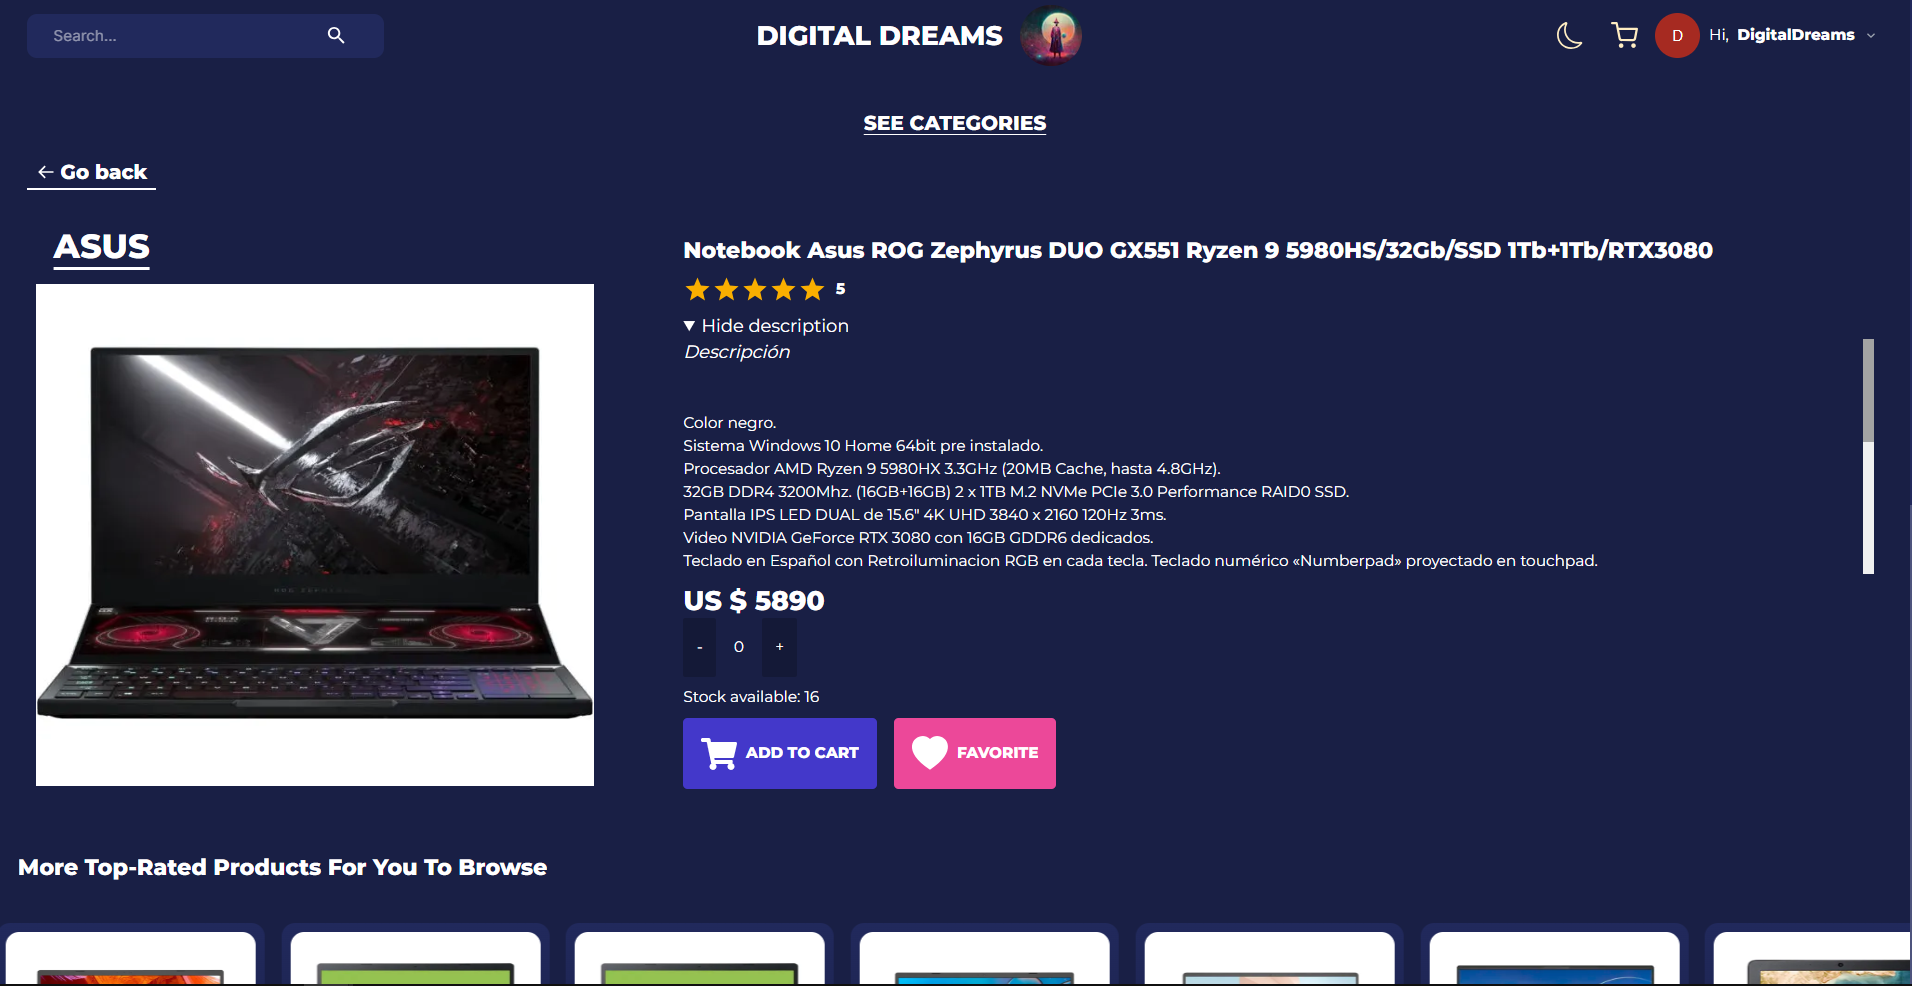 Search...
DIGITAL DREAMS
D
Hi, DigitalDreams
SEE CATEGORIES
Go back
ASUS
Notebook Asus ROG Zephyrus DUO GX551 Ryzen 9 5980HS/32Gb/SSD 1Tb+1Tb/RTX3080
5
Hide description
Descripción
Color negro.
Sistema Windows 10 Home 64bit pre instalado.
Procesador AMD Ryzen 9 5980HX 3.3GHz (20MB Cache, hasta 4.8GHz).
32GB DDR4 3200Mhz. (16GB+16GB) 2 x 1TB M.2 NVMe PCIe 3.0 Performance RAID0 SSD.
Pantalla IPS LED DUAL de 15.6" 4K UHD 3840 x 2160 120Hz 3ms.
Video NVIDIA GeForce RTX 3080 con 16GB GDDR6 dedicados.
Teclado en Español con Retroiluminacion RGB en cada tecla. Teclado numérico «Numberpad» proyectado en touchpad.
US $ 5890
- 0 +
Stock available: 16
ADD TO CART
FAVORITE
More Top-Rated Products For You To Browse